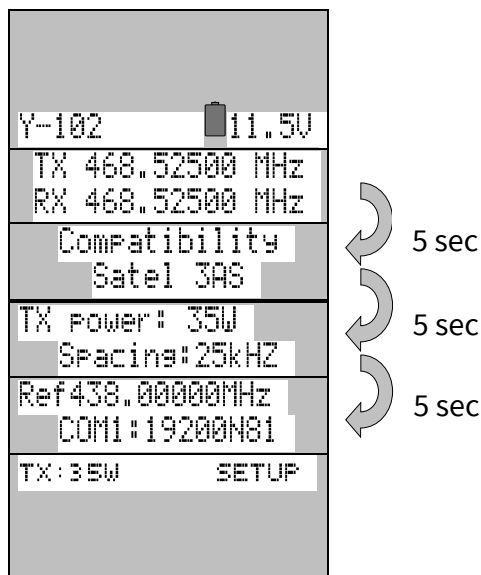 Y-102 11.5V
TX 468.52500 MHz
RX 468.52500 MHz
Compatibility
5 sec
Satel 3AS
TX power: 35W
5 sec
Spacing:25kHZ
Ref438.00000MHz
5 sec
COM1:19200N81
TX:35W SETUP